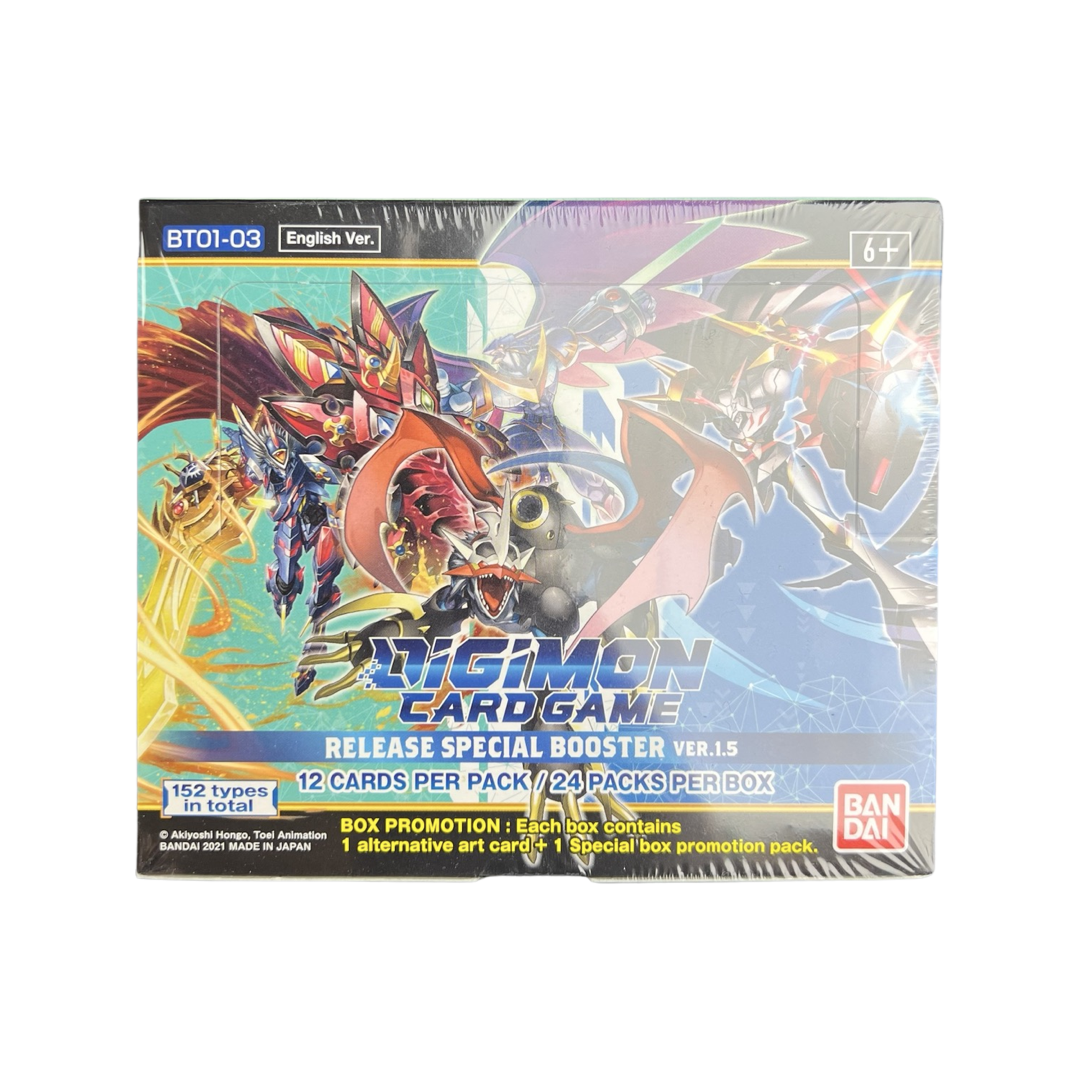 BT01-03
English Ver.
6+
DIGIMON
CARD GAME
RELEASE SPECIAL BOOSTER VER.1.5
12 CARDS PER PACK / 24 PACKS PER BOX
152 types
in total
BOX PROMOTION : Each box contains
1 alternative art card + 1 Special box promotion pack.
© Akiyoshi Hongo, Toei Animation
BANDAI 2021 MADE IN JAPAN
BAN
DAI